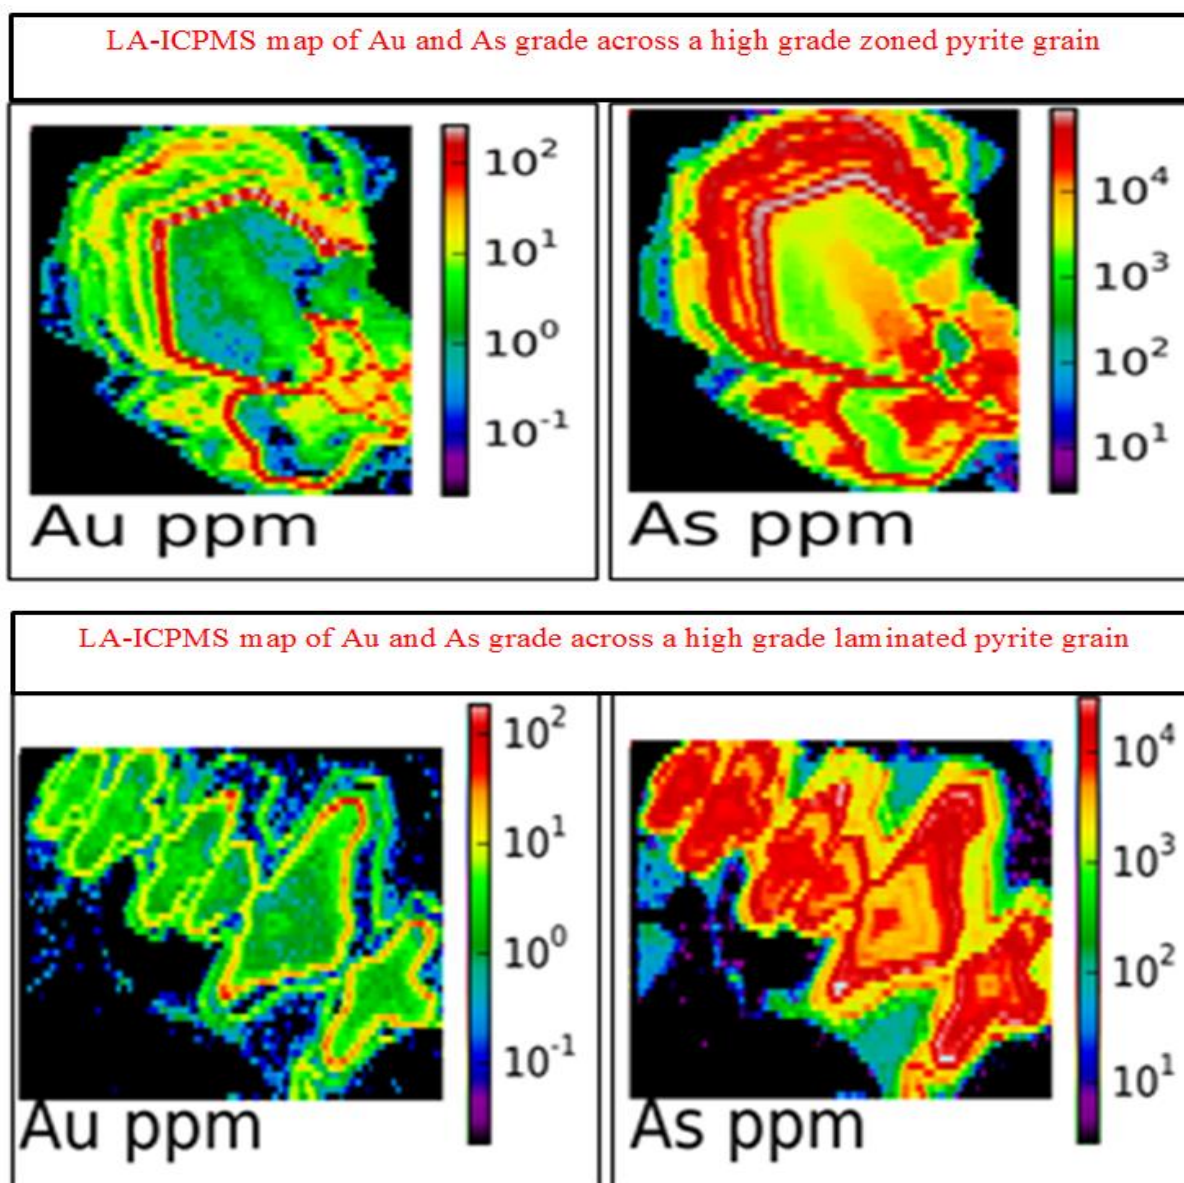 LA-ICPMS map of Au and As grade across a high grade zoned pyrite grain
10²
10¹
10⁰
10⁻¹
Au ppm
10⁴
10³
10²
10¹
As ppm
LA-ICPMS map of Au and As grade across a high grade laminated pyrite grain
10²
10¹
10⁰
10⁻¹
Au ppm
10⁴
10³
10²
10¹
As ppm